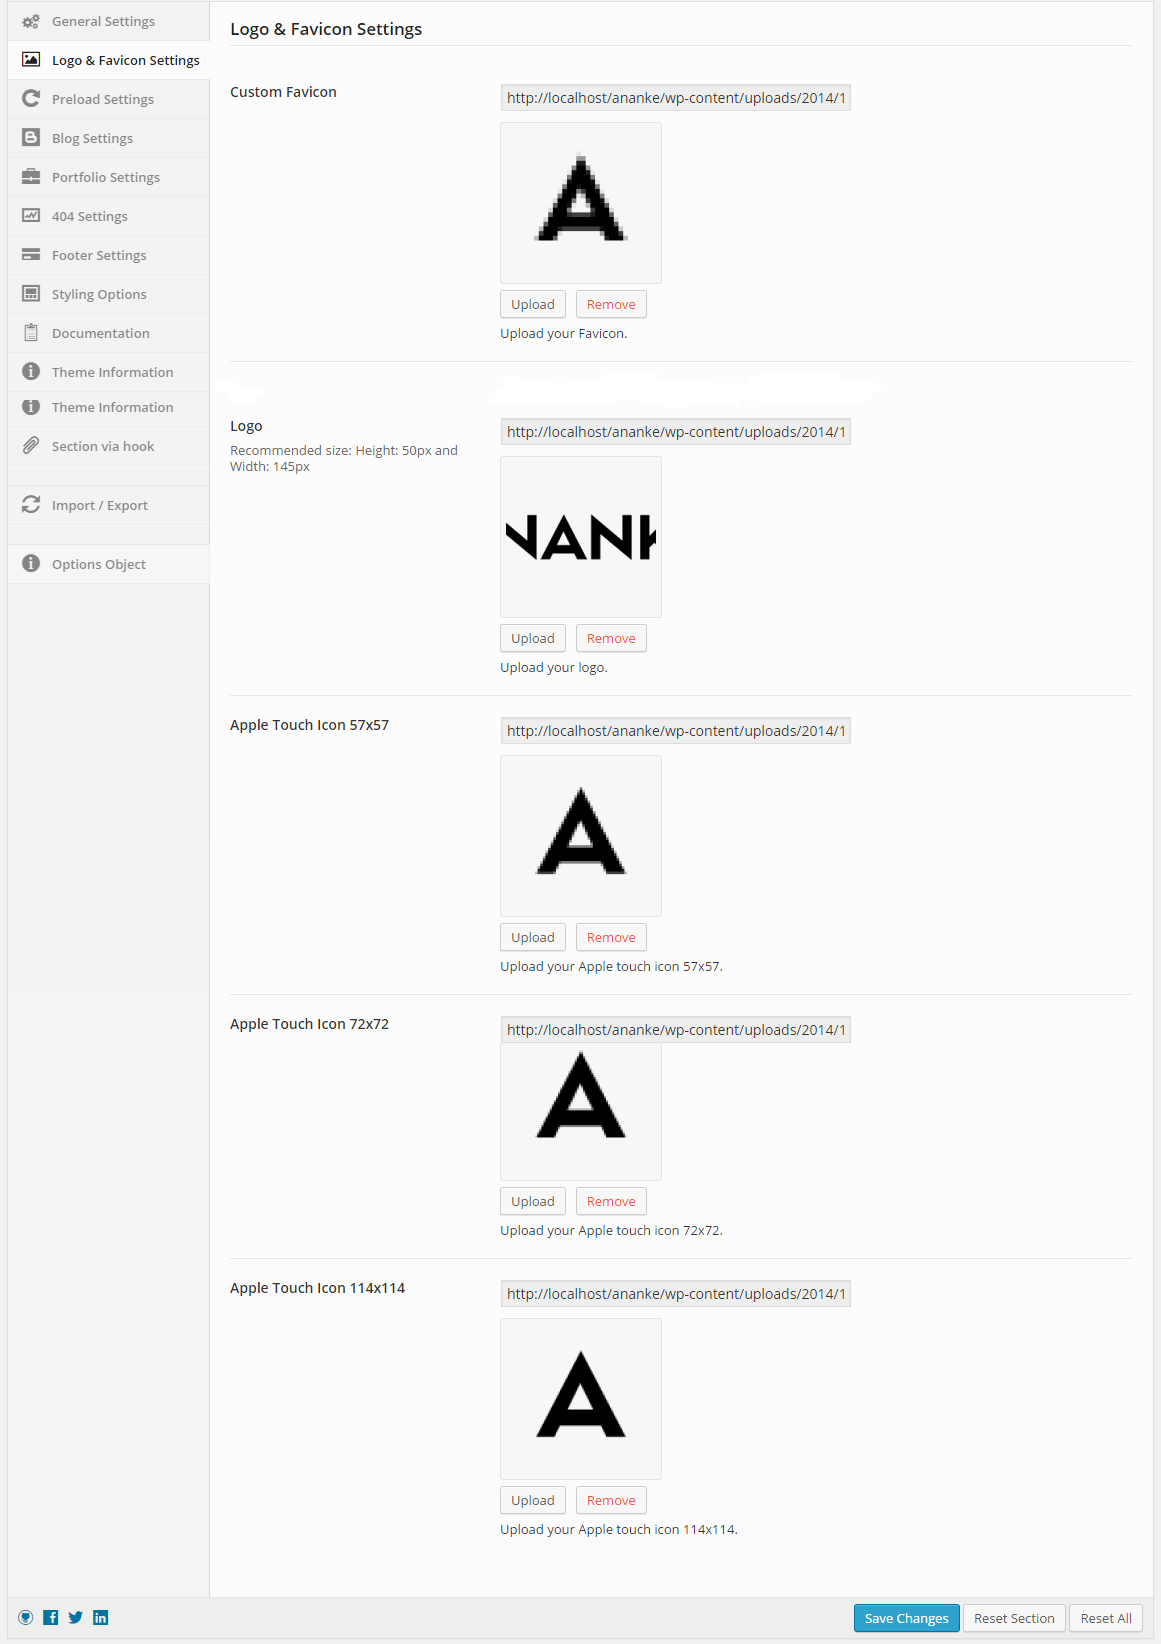 General Settings
Logo & Favicon Settings
Preload Settings
Blog Settings
Portfolio Settings
404 Settings
Footer Settings
Styling Options
Documentation
Theme Information
Theme Information
Section via hook
Import / Export
Options Object
Logo & Favicon Settings
Custom Favicon
http://localhost/ananke/wp-content/uploads/2014/1
A
Upload Remove
Upload your Favicon.
Logo
Recommended size: Height: 50px and
Width: 145px
http://localhost/ananke/wp-content/uploads/2014/1
NANK
Upload Remove
Upload your logo.
Apple Touch Icon 57x57
http://localhost/ananke/wp-content/uploads/2014/1
A
Upload Remove
Upload your Apple touch icon 57x57.
Apple Touch Icon 72x72
http://localhost/ananke/wp-content/uploads/2014/1
A
Upload Remove
Upload your Apple touch icon 72x72.
Apple Touch Icon 114x114
http://localhost/ananke/wp-content/uploads/2014/1
A
Upload Remove
Upload your Apple touch icon 114x114.
Save Changes Reset Section Reset All